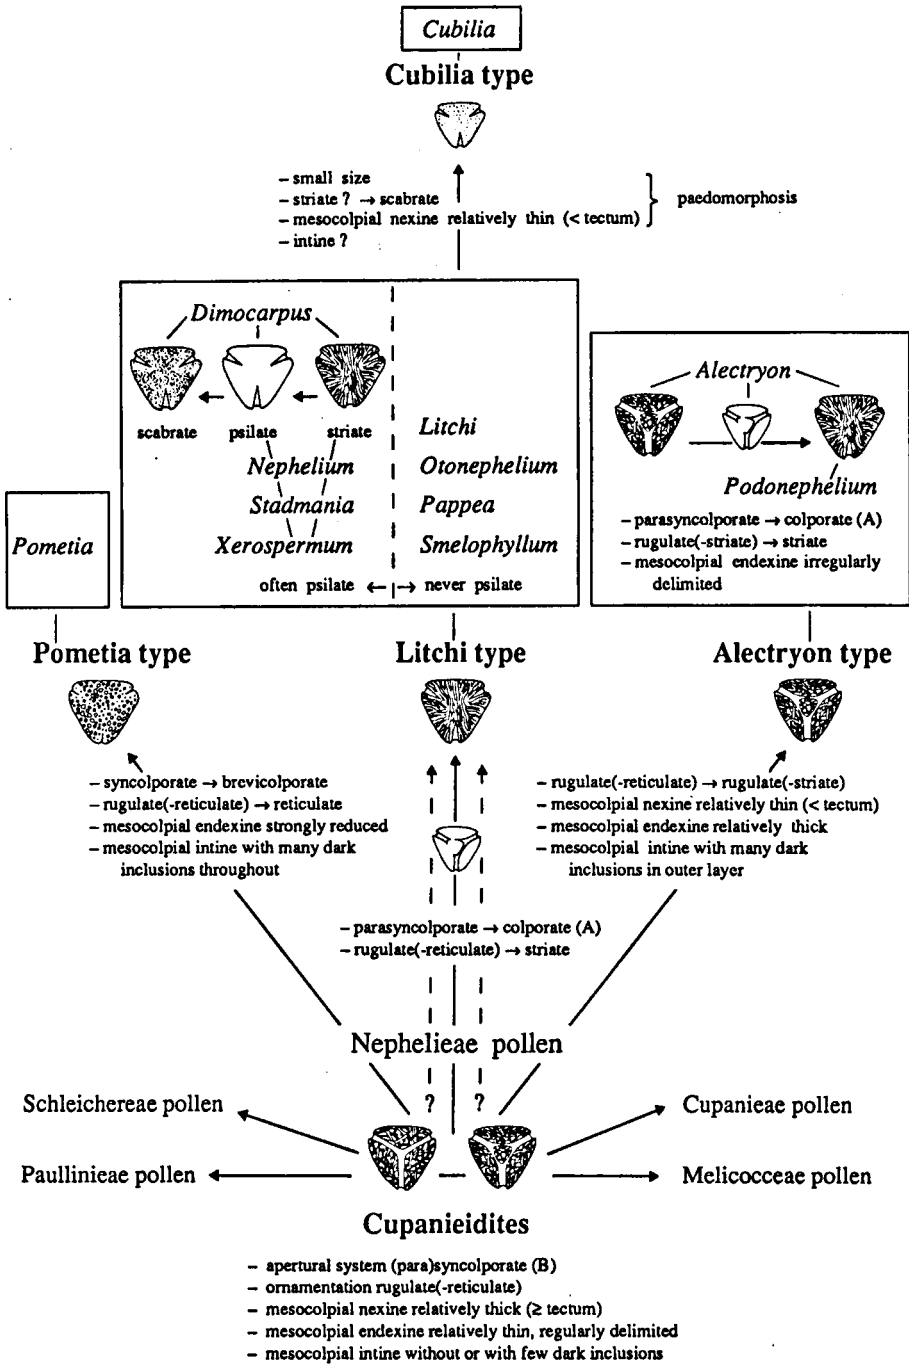 Cubilia
Cubilia type
– small size
– striate ? → scabrate
– mesocolpial nexine relatively thin (< tectum)
– intine ?
paedomorphosis
Dimocarpus
scabrate psilate striate
Nephelium
Stadmania
Xerospermum
Litchi
Otonephelium
Pappea
Smelophyllum
often psilate ← → never psilate
Alectryon
Podonephelium
– parasyncolporate → colporate (A)
– rugulate(-striate) → striate
– mesocolpial endexine irregularly
delimited
Pometia
Pometia type
Litchi type
Alectryon type
– syncolporate → brevicolporate
– rugulate(-reticulate) → reticulate
– mesocolpial endexine strongly reduced
– mesocolpial intine with many dark
inclusions throughout
– rugulate(-reticulate) → rugulate(-striate)
– mesocolpial nexine relatively thin (< tectum)
– mesocolpial endexine relatively thick
– mesocolpial intine with many dark
inclusions in outer layer
– parasyncolporate → colporate (A)
– rugulate(-reticulate) → striate
Nephelieae pollen
? ?
Schleichereae pollen
Cupanieae pollen
Paullinieae pollen
Melicocceae pollen
Cupanieidites
– apertural system (para)syncolporate (B)
– ornamentation rugulate(-reticulate)
– mesocolpial nexine relatively thick (≥ tectum)
– mesocolpial endexine relatively thin, regularly delimited
– mesocolpial intine without or with few dark inclusions